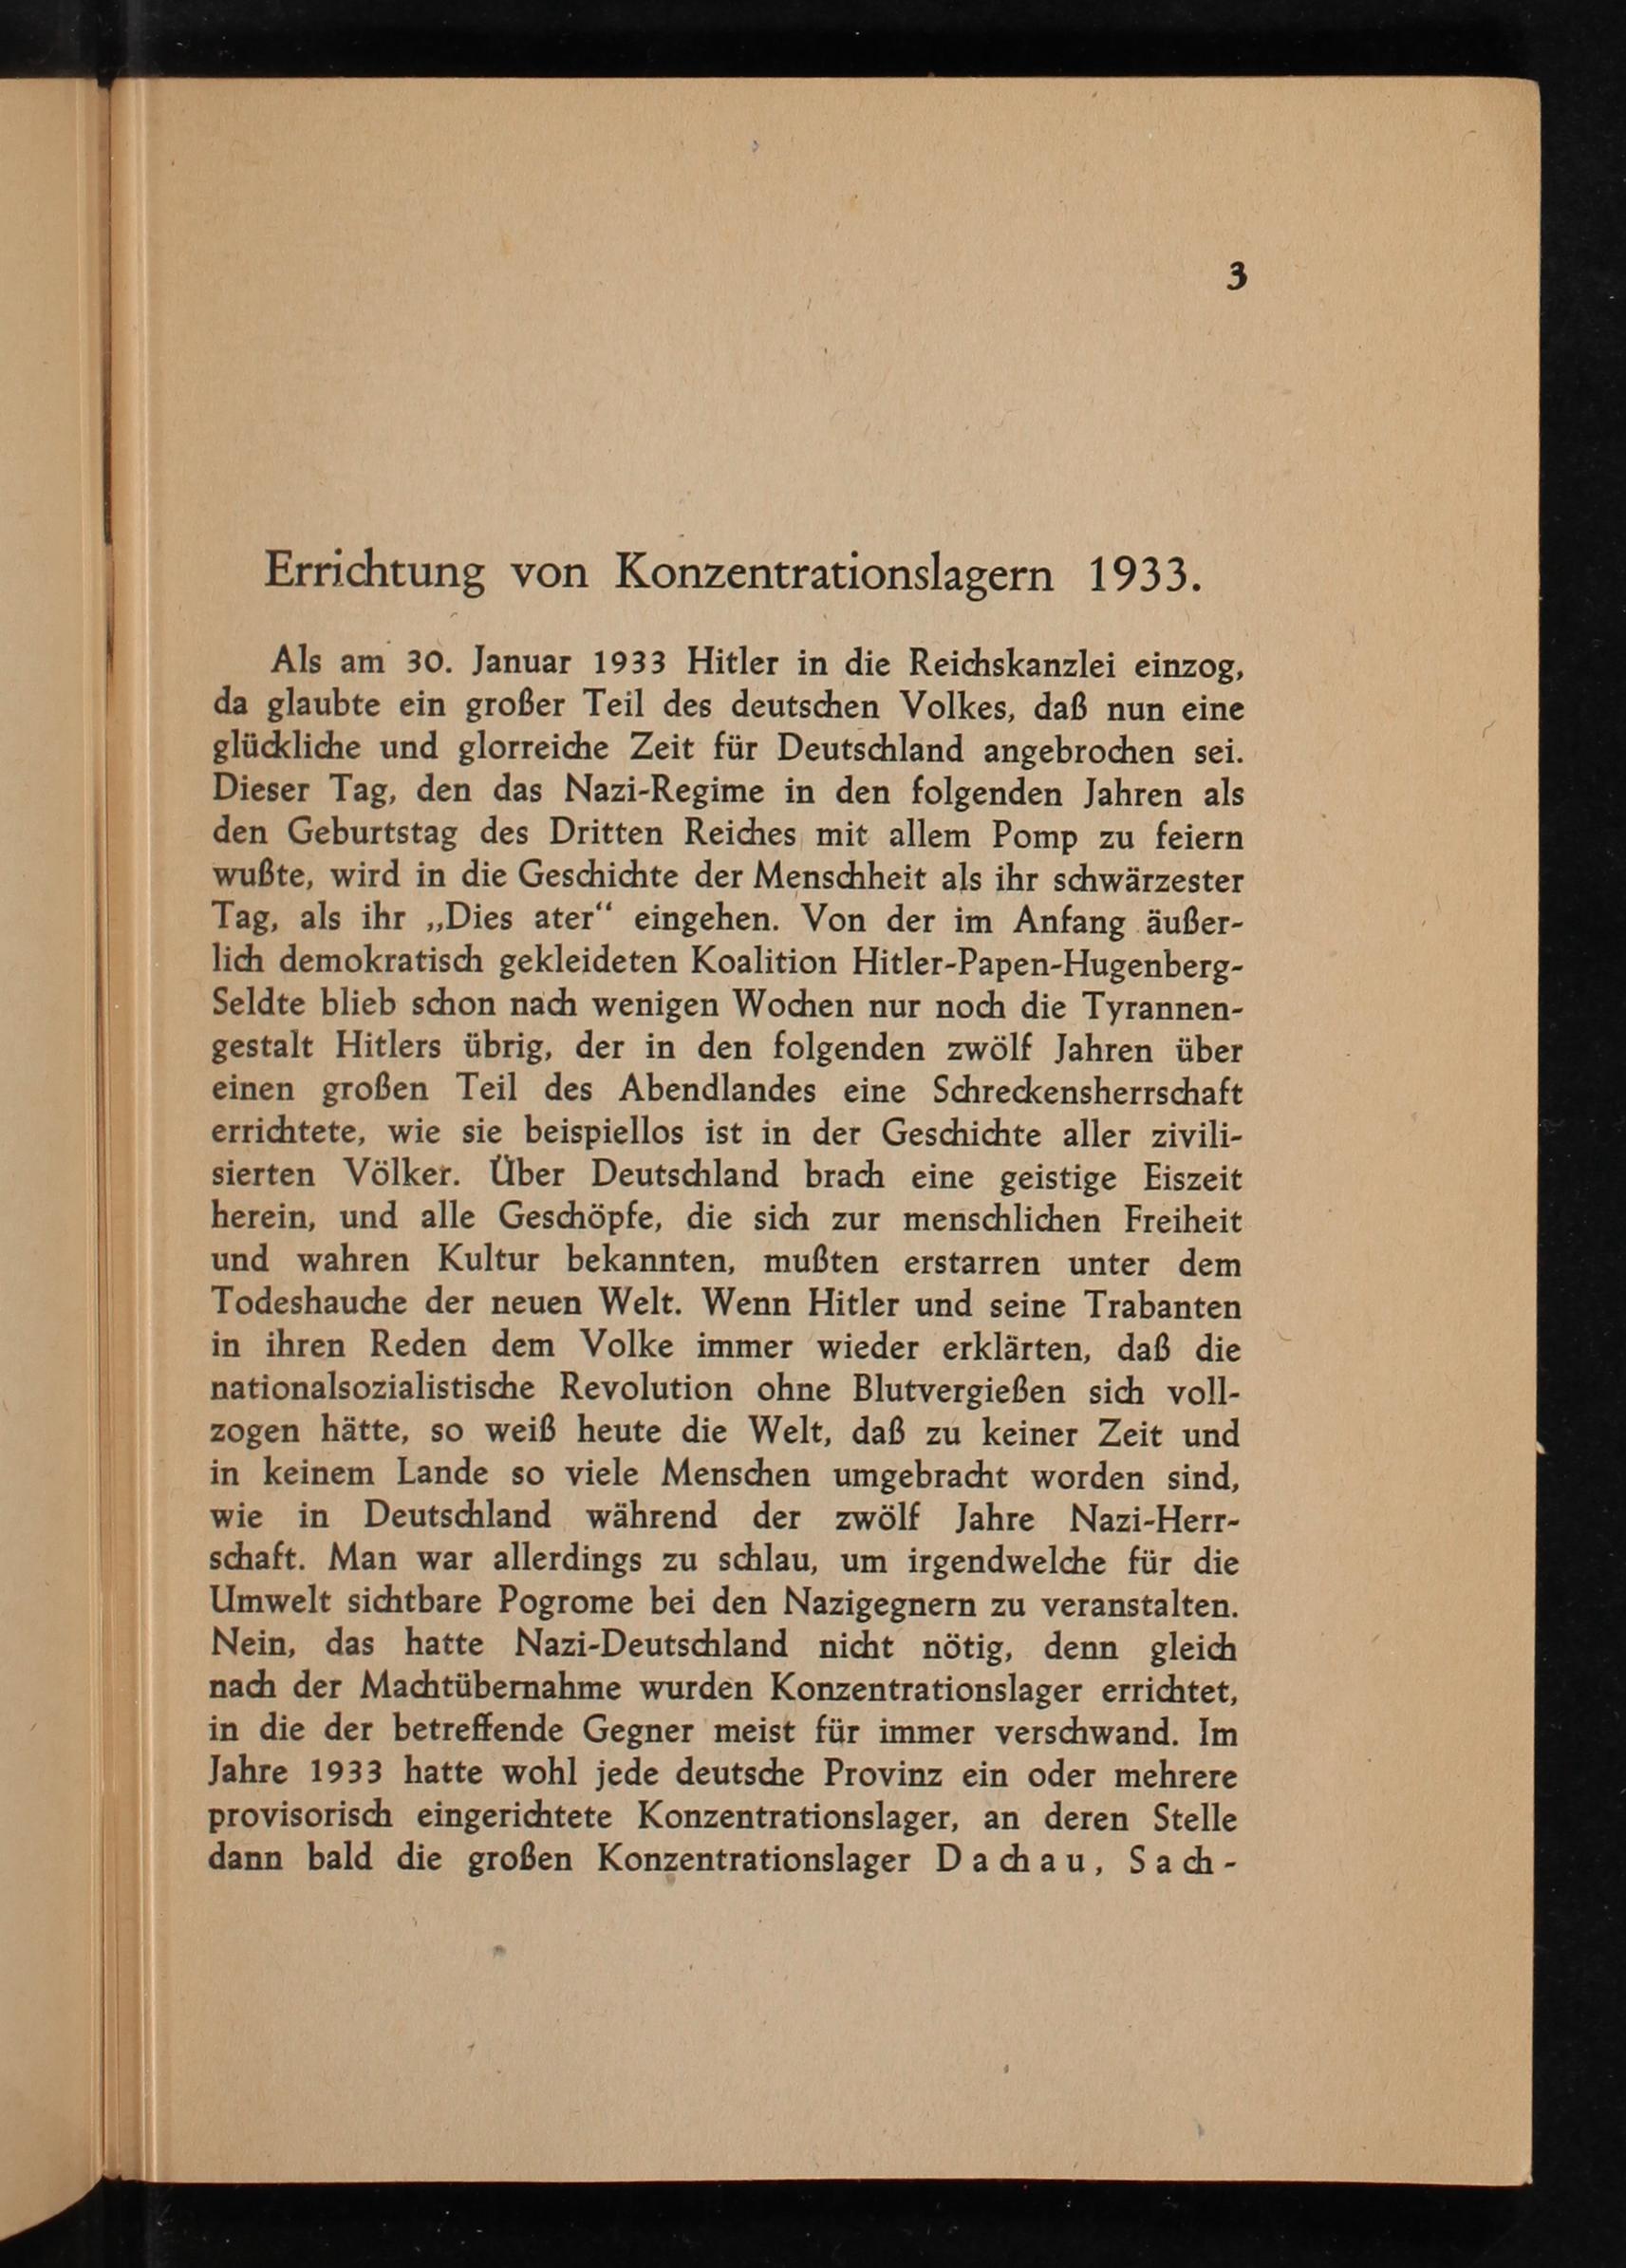 3
Errichtung von Konzentrationslagern 1933.
Als am 30. Januar 1933 Hitler in die Reichskanzlei einzog,
da glaubte ein großer Teil des deutschen Volkes, daß nun eine
glückliche und glorreiche Zeit für Deutschland angebrochen sei.
Dieser Tag, den das Nazi-Regime in den folgenden Jahren als
den Geburtstag des Dritten Reiches mit allem Pomp zu feiern
wußte, wird in die Geschichte der Menschheit als ihr schwärzester
Tag, als ihr „Dies ater“ eingehen. Von der im Anfang äußer-
lich demokratisch gekleideten Koalition Hitler-Papen-Hugenberg-
Seldte blieb schon nach wenigen Wochen nur noch die Tyrannen-
gestalt Hitlers übrig, der in den folgenden zwölf Jahren über
einen großen Teil des Abendlandes eine Schreckensherrschaft
errichtete, wie sie beispiellos ist in der Geschichte aller zivili-
sierten Völker. Über Deutschland brach eine geistige Eiszeit
herein, und alle Geschöpfe, die sich zur menschlichen Freiheit
und wahren Kultur bekannten, mußten erstarren unter dem
Todeshauche der neuen Welt. Wenn Hitler und seine Trabanten
in ihren Reden dem Volke immer wieder erklärten, daß die
nationalsozialistische Revolution ohne Blutvergießen sich voll-
zogen hätte, so weiß heute die Welt, daß zu keiner Zeit und
in keinem Lande so viele Menschen umgebracht worden sind,
wie in Deutschland während der zwölf Jahre Nazi-Herr-
schaft. Man war allerdings zu schlau, um irgendwelche für die
Umwelt sichtbare Pogrome bei den Nazigegnern zu veranstalten.
Nein, das hatte Nazi-Deutschland nicht nötig, denn gleich
nach der Machtübernahme wurden Konzentrationslager errichtet,
in die der betreffende Gegner meist für immer verschwand. Im
Jahre 1933 hatte wohl jede deutsche Provinz ein oder mehrere
provisorisch eingerichtete Konzentrationslager, an deren Stelle
dann bald die großen Konzentrationslager Dachau, Sach-